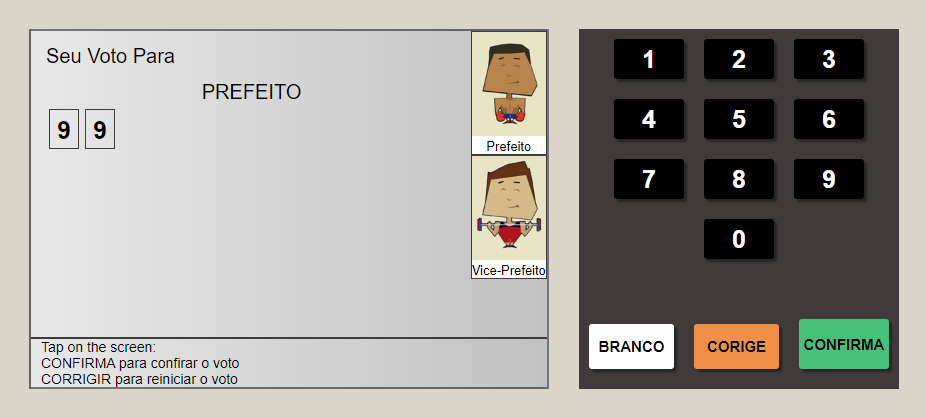 Seu Voto Para
PREFEITO
9 9
Prefeito
Vice-Prefeito
Tap on the screen:
CONFIRMA para confirar o voto
CORRIGIR para reiniciar o voto
1 2 3
4 5 6
7 8 9
0
BRANCO CORIGE CONFIRMA